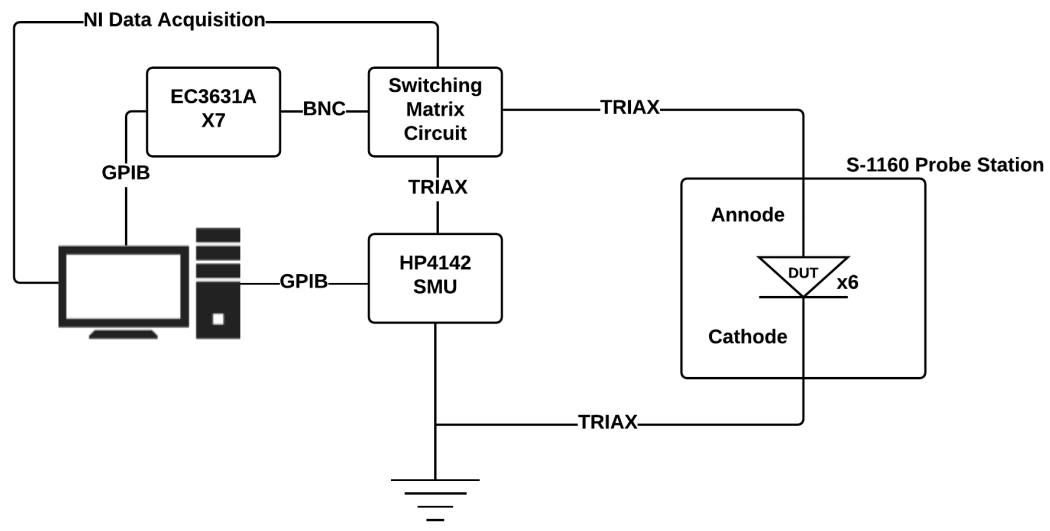 NI Data Acquisition
EC3631A
X7
BNC
Switching
Matrix
Circuit
TRIAX
S-1160 Probe Station
GPIB
TRIAX
Annode
HP4142
SMU
GPIB
DUT
x6
Cathode
TRIAX